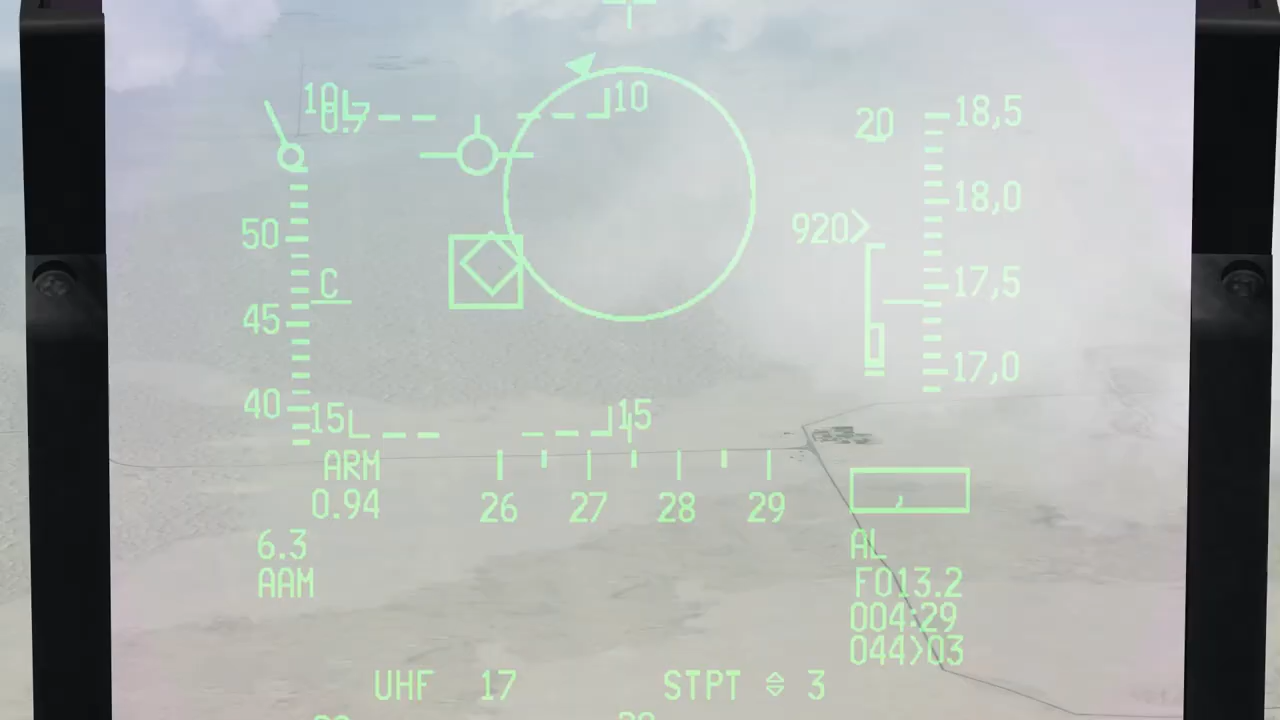 10 0.7 10
20 18,5
18,0
50 920>
C 17,5
45
17,0
40 15 15
ARM
0.94 26 27 28 29
,
6.3 AL
AAM F013.2
004:29
044>03
UHF 17 STPT 3